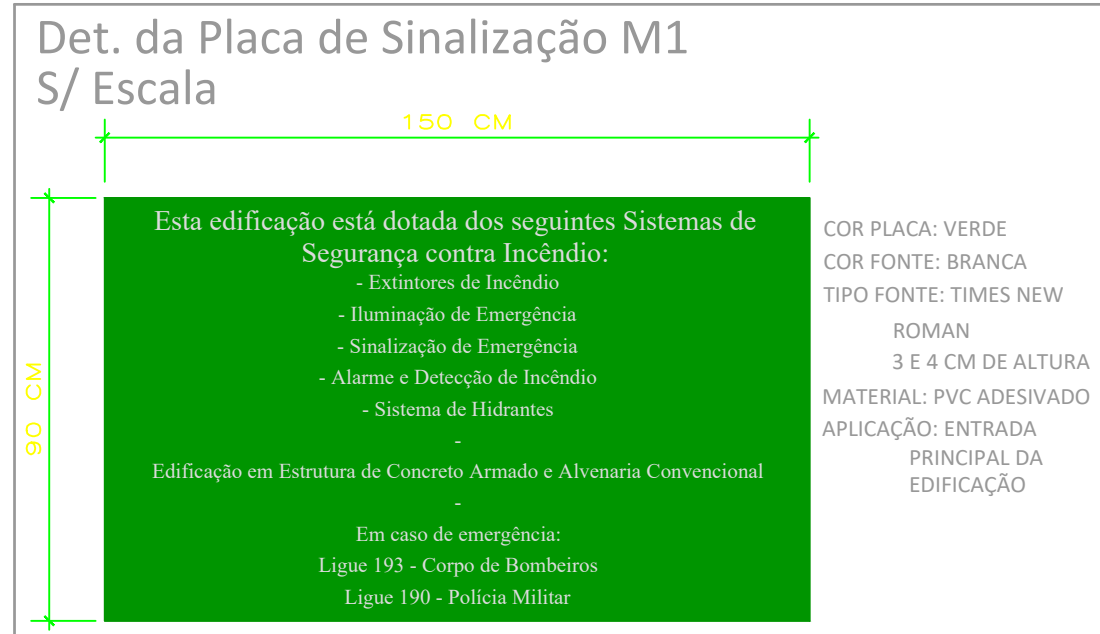 Det. da Placa de Sinalização M1
S/ Escala
150 CM
90 CM
Esta edificação está dotada dos seguintes Sistemas de
Segurança contra Incêndio:
- Extintores de Incêndio
- Iluminação de Emergência
- Sinalização de Emergência
- Alarme e Detecção de Incêndio
- Sistema de Hidrantes
-
Edificação em Estrutura de Concreto Armado e Alvenaria Convencional
-
Em caso de emergência:
Ligue 193 - Corpo de Bombeiros
Ligue 190 - Polícia Militar
COR PLACA: VERDE
COR FONTE: BRANCA
TIPO FONTE: TIMES NEW
ROMAN
3 E 4 CM DE ALTURA
MATERIAL: PVC ADESIVADO
APLICAÇÃO: ENTRADA
PRINCIPAL DA
EDIFICAÇÃO